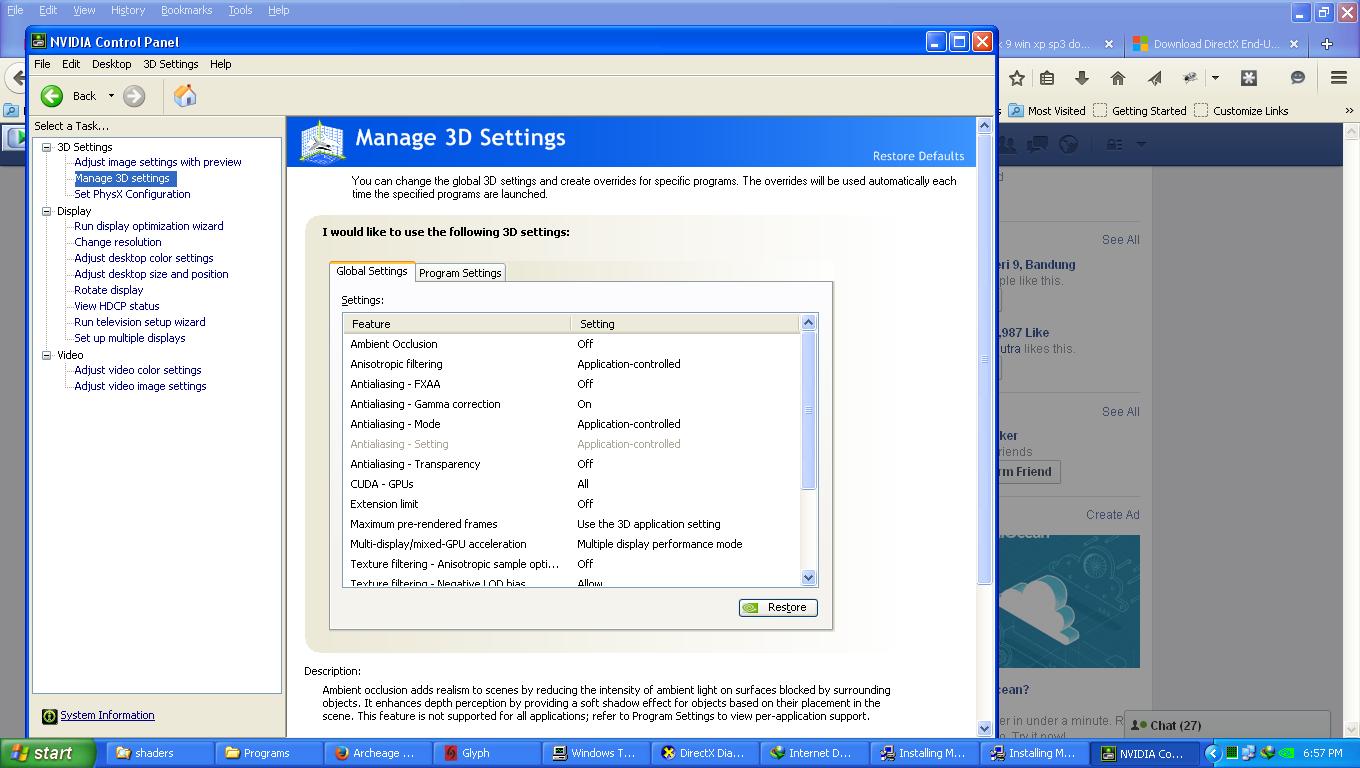 File Edit View History Bookmarks Tools Help
NVIDIA Control Panel
9 win xp sp3 do...
Download DirectX End-U...
File Edit Desktop 3D Settings Help
Back
Most Visited Getting Started Customize Links
Select a Task...
3D Settings
Adjust image settings with preview
Manage 3D settings
Set PhysX Configuration
Display
Run display optimization wizard
Change resolution
Adjust desktop color settings
Adjust desktop size and position
Rotate display
View HDCP status
Run television setup wizard
Set up multiple displays
Video
Adjust video color settings
Adjust video image settings
System Information
Manage 3D Settings
Restore Defaults
You can change the global 3D settings and create overrides for specific programs. The overrides will be used automatically each
time the specified programs are launched.
I would like to use the following 3D settings:
Global Settings Program Settings
Settings:
Feature Setting
Ambient Occlusion Off
Anisotropic filtering Application-controlled
Antialiasing - FXAA Off
Antialiasing - Gamma correction On
Antialiasing - Mode Application-controlled
Antialiasing - Setting Application-controlled
Antialiasing - Transparency Off
CUDA - GPUs All
Extension limit Off
Maximum pre-rendered frames Use the 3D application setting
Multi-display/mixed-GPU acceleration Multiple display performance mode
Texture filtering - Anisotropic sample opti... Off
Texture filtering - Negative LOD bias Allow
Restore
Description:
Ambient occlusion adds realism to scenes by reducing the intensity of ambient light on surfaces blocked by surrounding
objects. It enhances depth perception by providing a soft shadow effect for objects based on their placement in the
scene. This feature is not supported for all applications; refer to Program Settings to view per-application support.
See All
eri 9, Bandung
ple like this.
,987 Like
utra likes this.
See All
ker
riends
rm Friend
Create Ad
Ocean
cean?
er in under a minute. R
Try it now!
Chat (27)
start
shaders
Programs
Archeage ...
Glyph
Windows T...
DirectX Dia...
Internet D...
Installing M...
Installing M...
NVIDIA Co...
6:57 PM